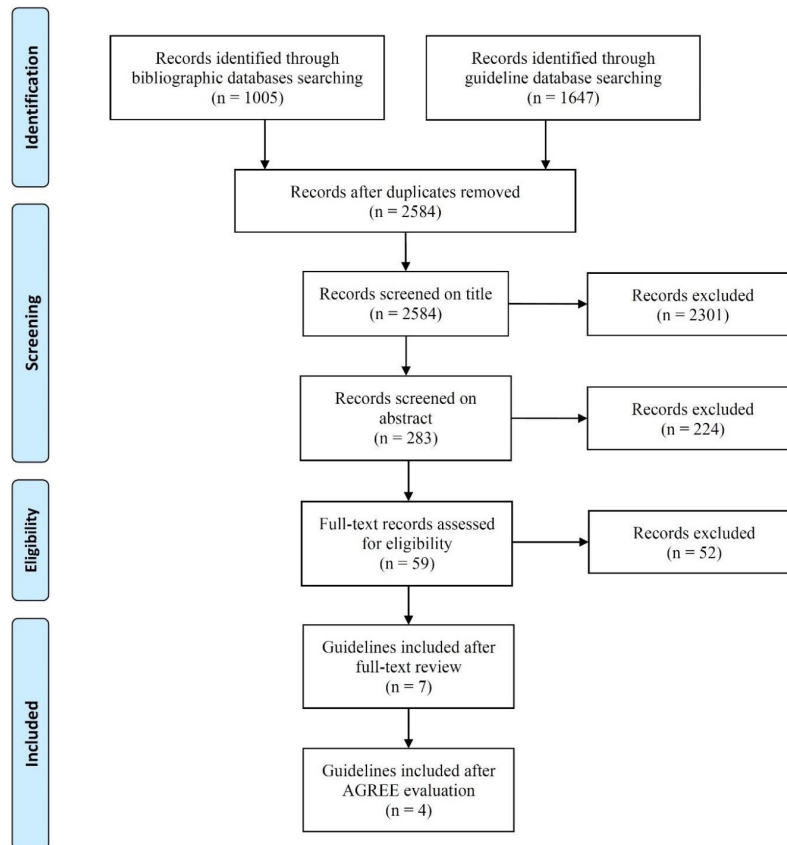 Identification
Records identified through
bibliographic databases searching
(n = 1005)
Records identified through
guideline database searching
(n = 1647)
Records after duplicates removed
(n = 2584)
Screening
Records screened on title
(n = 2584)
Records excluded
(n = 2301)
Records screened on
abstract
(n = 283)
Records excluded
(n = 224)
Eligibility
Full-text records assessed
for eligibility
(n = 59)
Records excluded
(n = 52)
Included
Guidelines included after
full-text review
(n = 7)
Guidelines included after
AGREE evaluation
(n = 4)